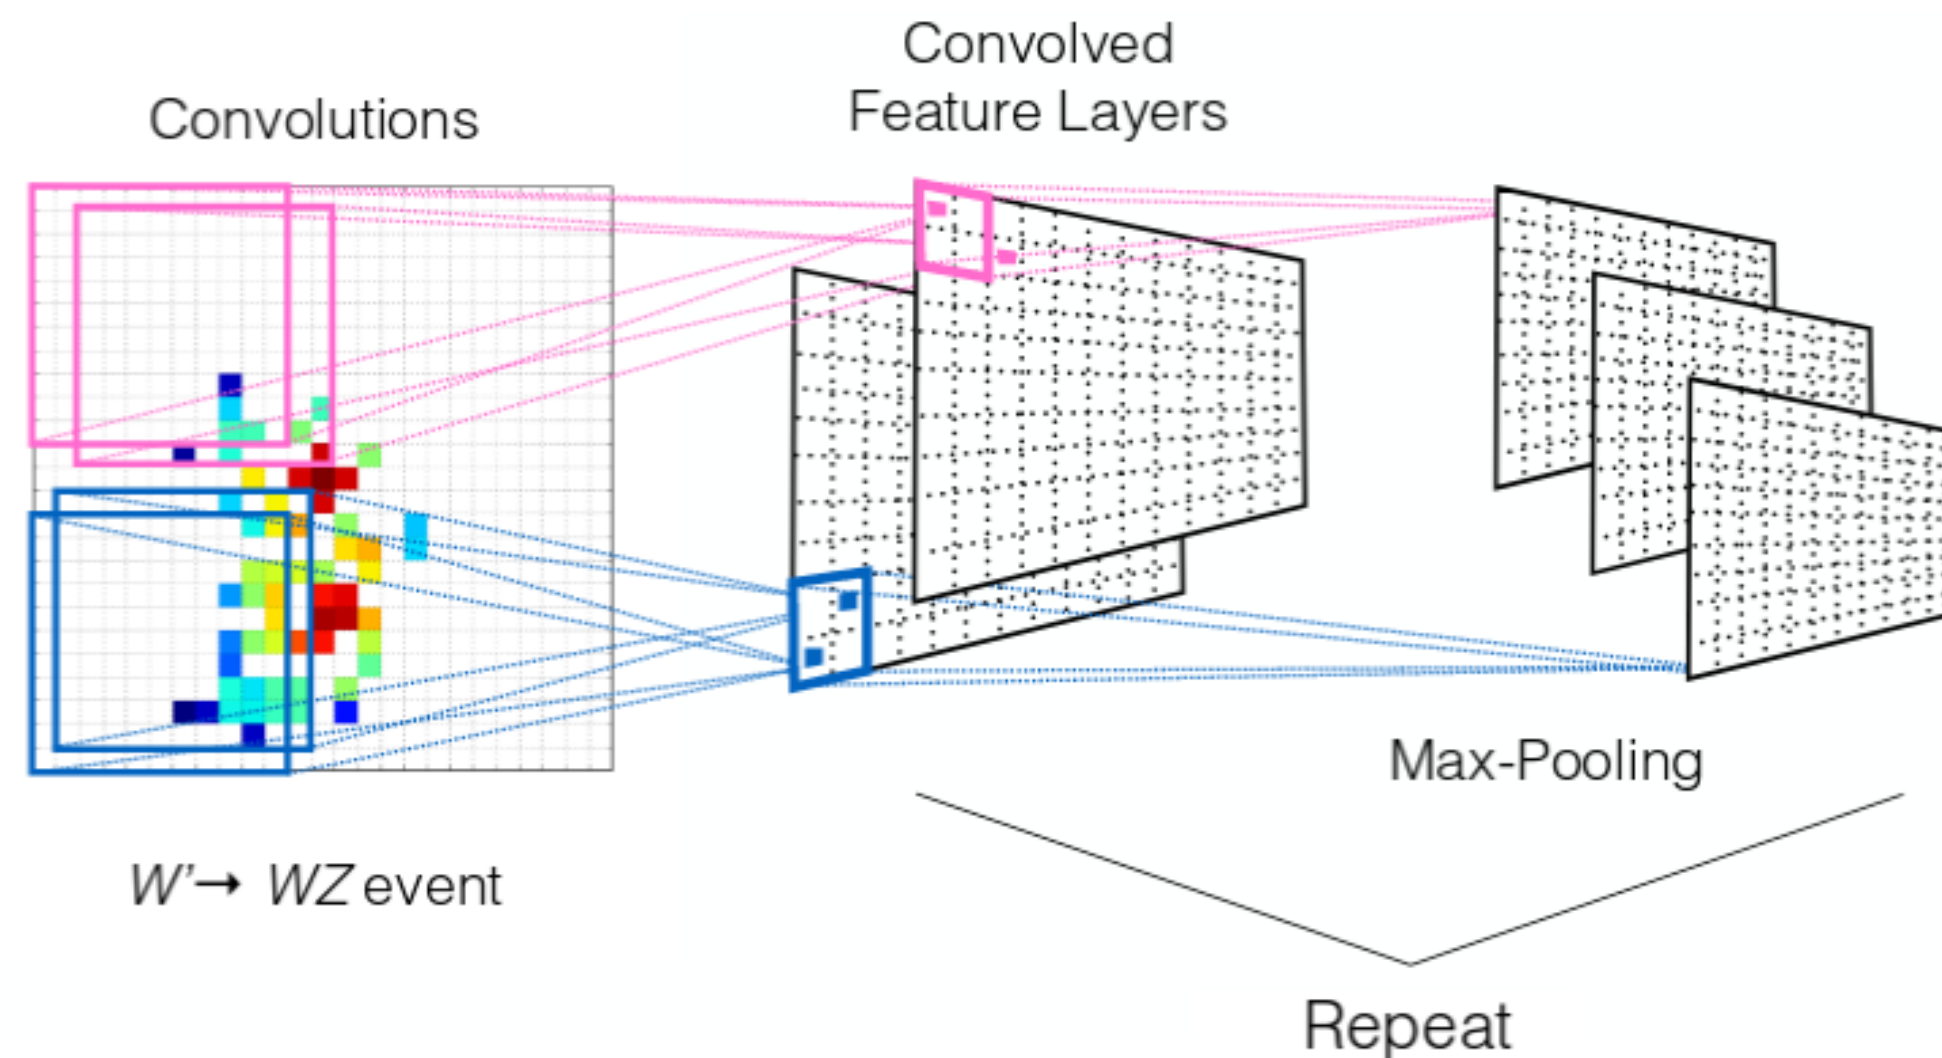 Convolutions
Convolved
Feature Layers
W'→ WZ event
Max-Pooling
Repeat